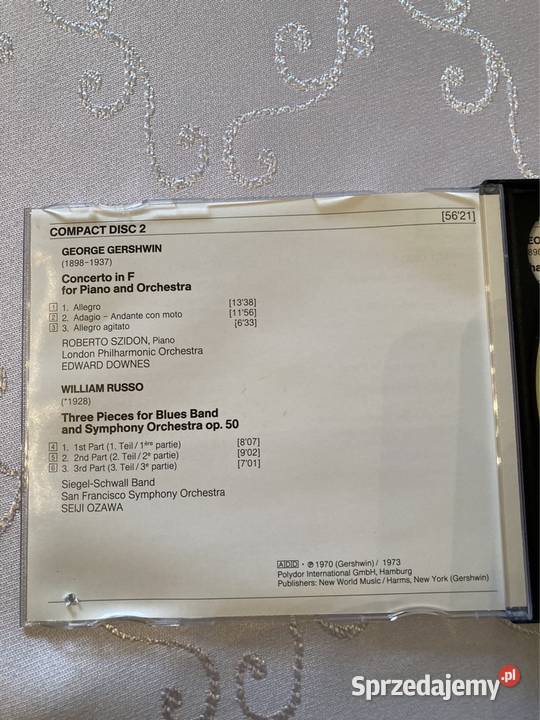 COMPACT DISC 2 [56'21]
GEORGE GERSHWIN
(1898–1937)
Concerto in F
for Piano and Orchestra
1 1. Allegro [13'38]
2 2. Adagio – Andante con moto [11'56]
3 3. Allegro agitato [6'33]
ROBERTO SZIDON, Piano
London Philharmonic Orchestra
EDWARD DOWNES
WILLIAM RUSSO
(*1928)
Three Pieces for Blues Band
and Symphony Orchestra op. 50
4 1. 1st Part (1. Teil / 1ère partie) [8'07]
5 2. 2nd Part (2. Teil / 2e partie) [9'02]
6 3. 3rd Part (3. Teil / 3e partie) [7'01]
Siegel-Schwall Band
San Francisco Symphony Orchestra
SEIJI OZAWA
ADD · ℗ 1970 (Gershwin) / 1973
Polydor International GmbH, Hamburg
Publishers: New World Music / Harms, New York (Gershwin)
Sprzedajemy.pl